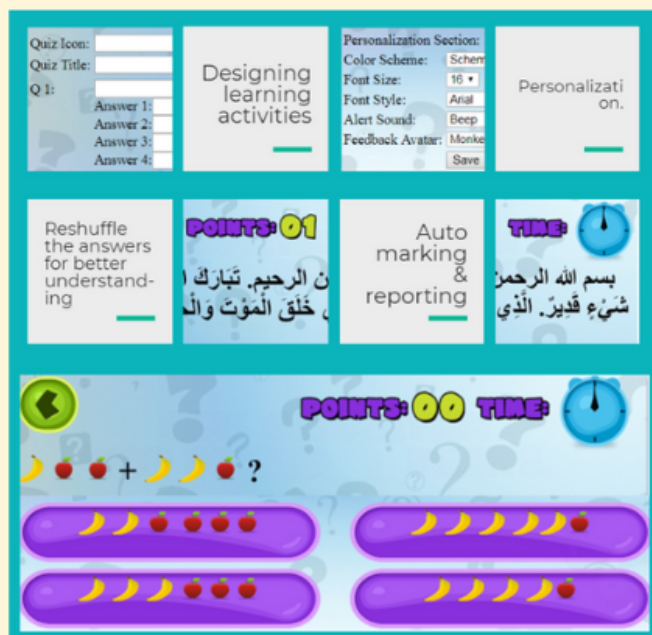 Quiz Icon:
Quiz Title:
Q 1:
Answer 1:
Answer 2:
Answer 3:
Answer 4:
Designing
learning
activities
Personalization Section:
Color Scheme: Schem
Font Size: 16
Font Style: Arial
Alert Sound: Beep
Feedback Avatar: Monke
Save
Personalizati
on.
Reshuffle
the answers
for better
understand-
ing
POINTS: 01
ن الرحيم. تَبَارَكَ ا
خَلَقَ الْمَوْتَ وَالْ
Auto
marking
&
reporting
TIME:
بسم الله الرحمن
شَيْءٍ قَدِيرٌ. الَّذِي
POINTS: 00 TIME:
+ ?